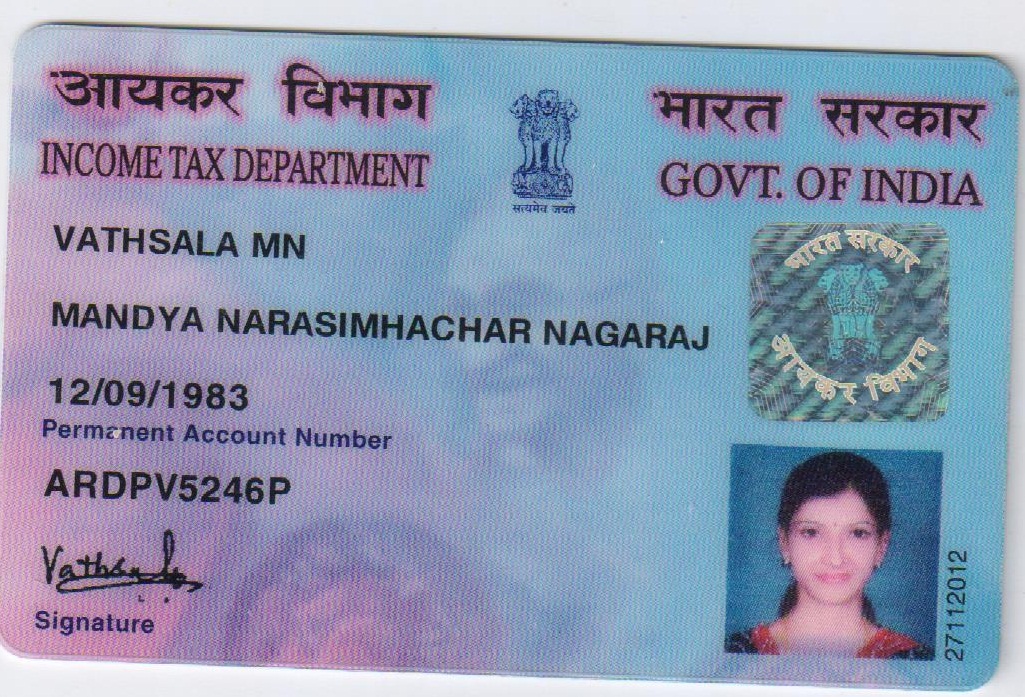 आयकर विभाग
INCOME TAX DEPARTMENT
सत्यमेव जयते
भारत सरकार
GOVT. OF INDIA
VATHSALA MN
MANDYA NARASIMHACHAR NAGARAJ
12/09/1983
Permanent Account Number
ARDPV5246P
Signature
भारत सरकार
आयकर विभाग
27112012